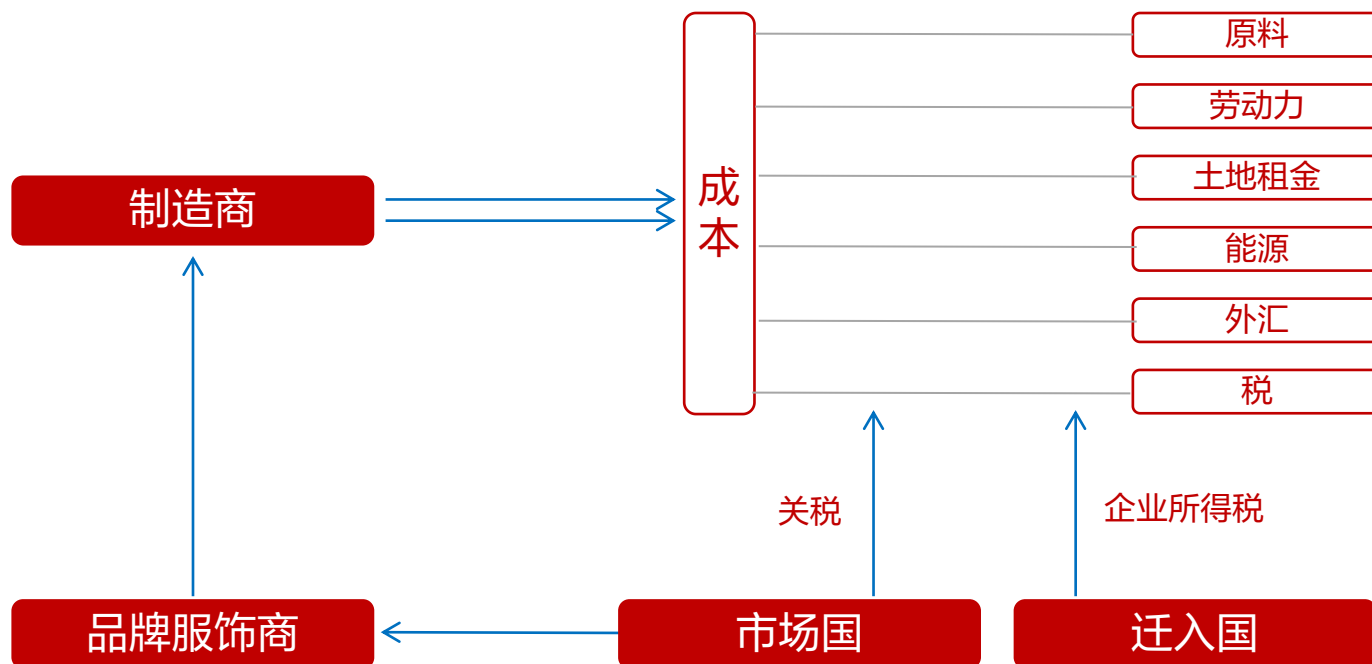 原料
劳动力
土地租金
能源
外汇
税
成
本
制造商
关税
企业所得税
品牌服饰商
市场国
迁入国